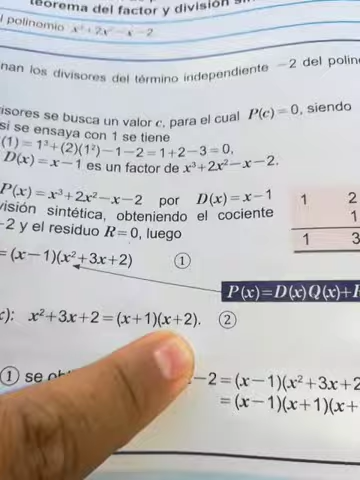 teorema del factor y división
l polinomio x³+2x²−x−2
nan los divisores del término independiente −2 del polin
isores se busca un valor c, para el cual P(c)=0, siendo
si se ensaya con 1 se tiene
(1)=1³+(2)(1²)−1−2=1+2−3=0,
D(x)=x−1 es un factor de x³+2x²−x−2.
P(x)=x³+2x²−x−2 por D(x)=x−1
visión sintética, obteniendo el cociente
−2 y el residuo R=0, luego
1 2
1
1 3
=(x−1)(x²+3x+2) ①
P(x)=D(x)Q(x)+R
c): x²+3x+2=(x+1)(x+2). ②
① se
−2=(x−1)(x²+3x+2
=(x−1)(x+1)(x+